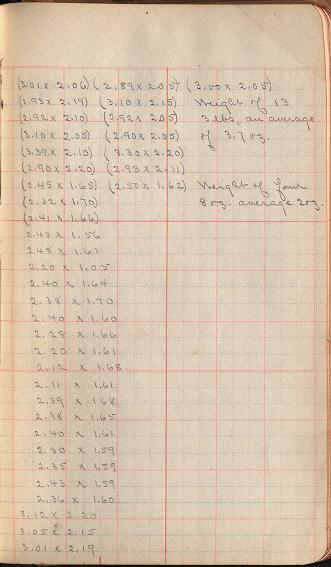 (3.01 x 2.06) (2.89 x 2.05) (3.00 x 2.05)
(2.93 x 2.19) (3.10 x 2.15) Weight of 13
(2.92 x 2.10) (2.92 x 2.05) 3 lbs, an average
(3.10 x 2.05) (2.90 x 2.05) of 3.7 oz.
(3.39 x 2.10) (3.30 x 2.20)
(2.90 x 2.20) (2.93 x 2.11)
(2.45 x 1.65) (2.50 x 1.62) Weight of four
(2.32 x 1.70) 8 oz. average 2 oz.
(2.41 x 1.66)
2.43 x 1.56
2.48 x 1.61
2.20 x 1.05
2.40 x 1.64
2.38 x 1.70
2.40 x 1.60
2.28 x 1.66
2.20 x 1.61
2.12 x 1.68
2.11 x 1.61
2.39 x 1.68
2.38 x 1.65
2.40 x 1.61
2.30 x 1.59
2.35 x 1.59
2.43 x 1.59
2.36 x 1.60
3.12 x 2.20
3.05 x 2.15
3.01 x 2.19